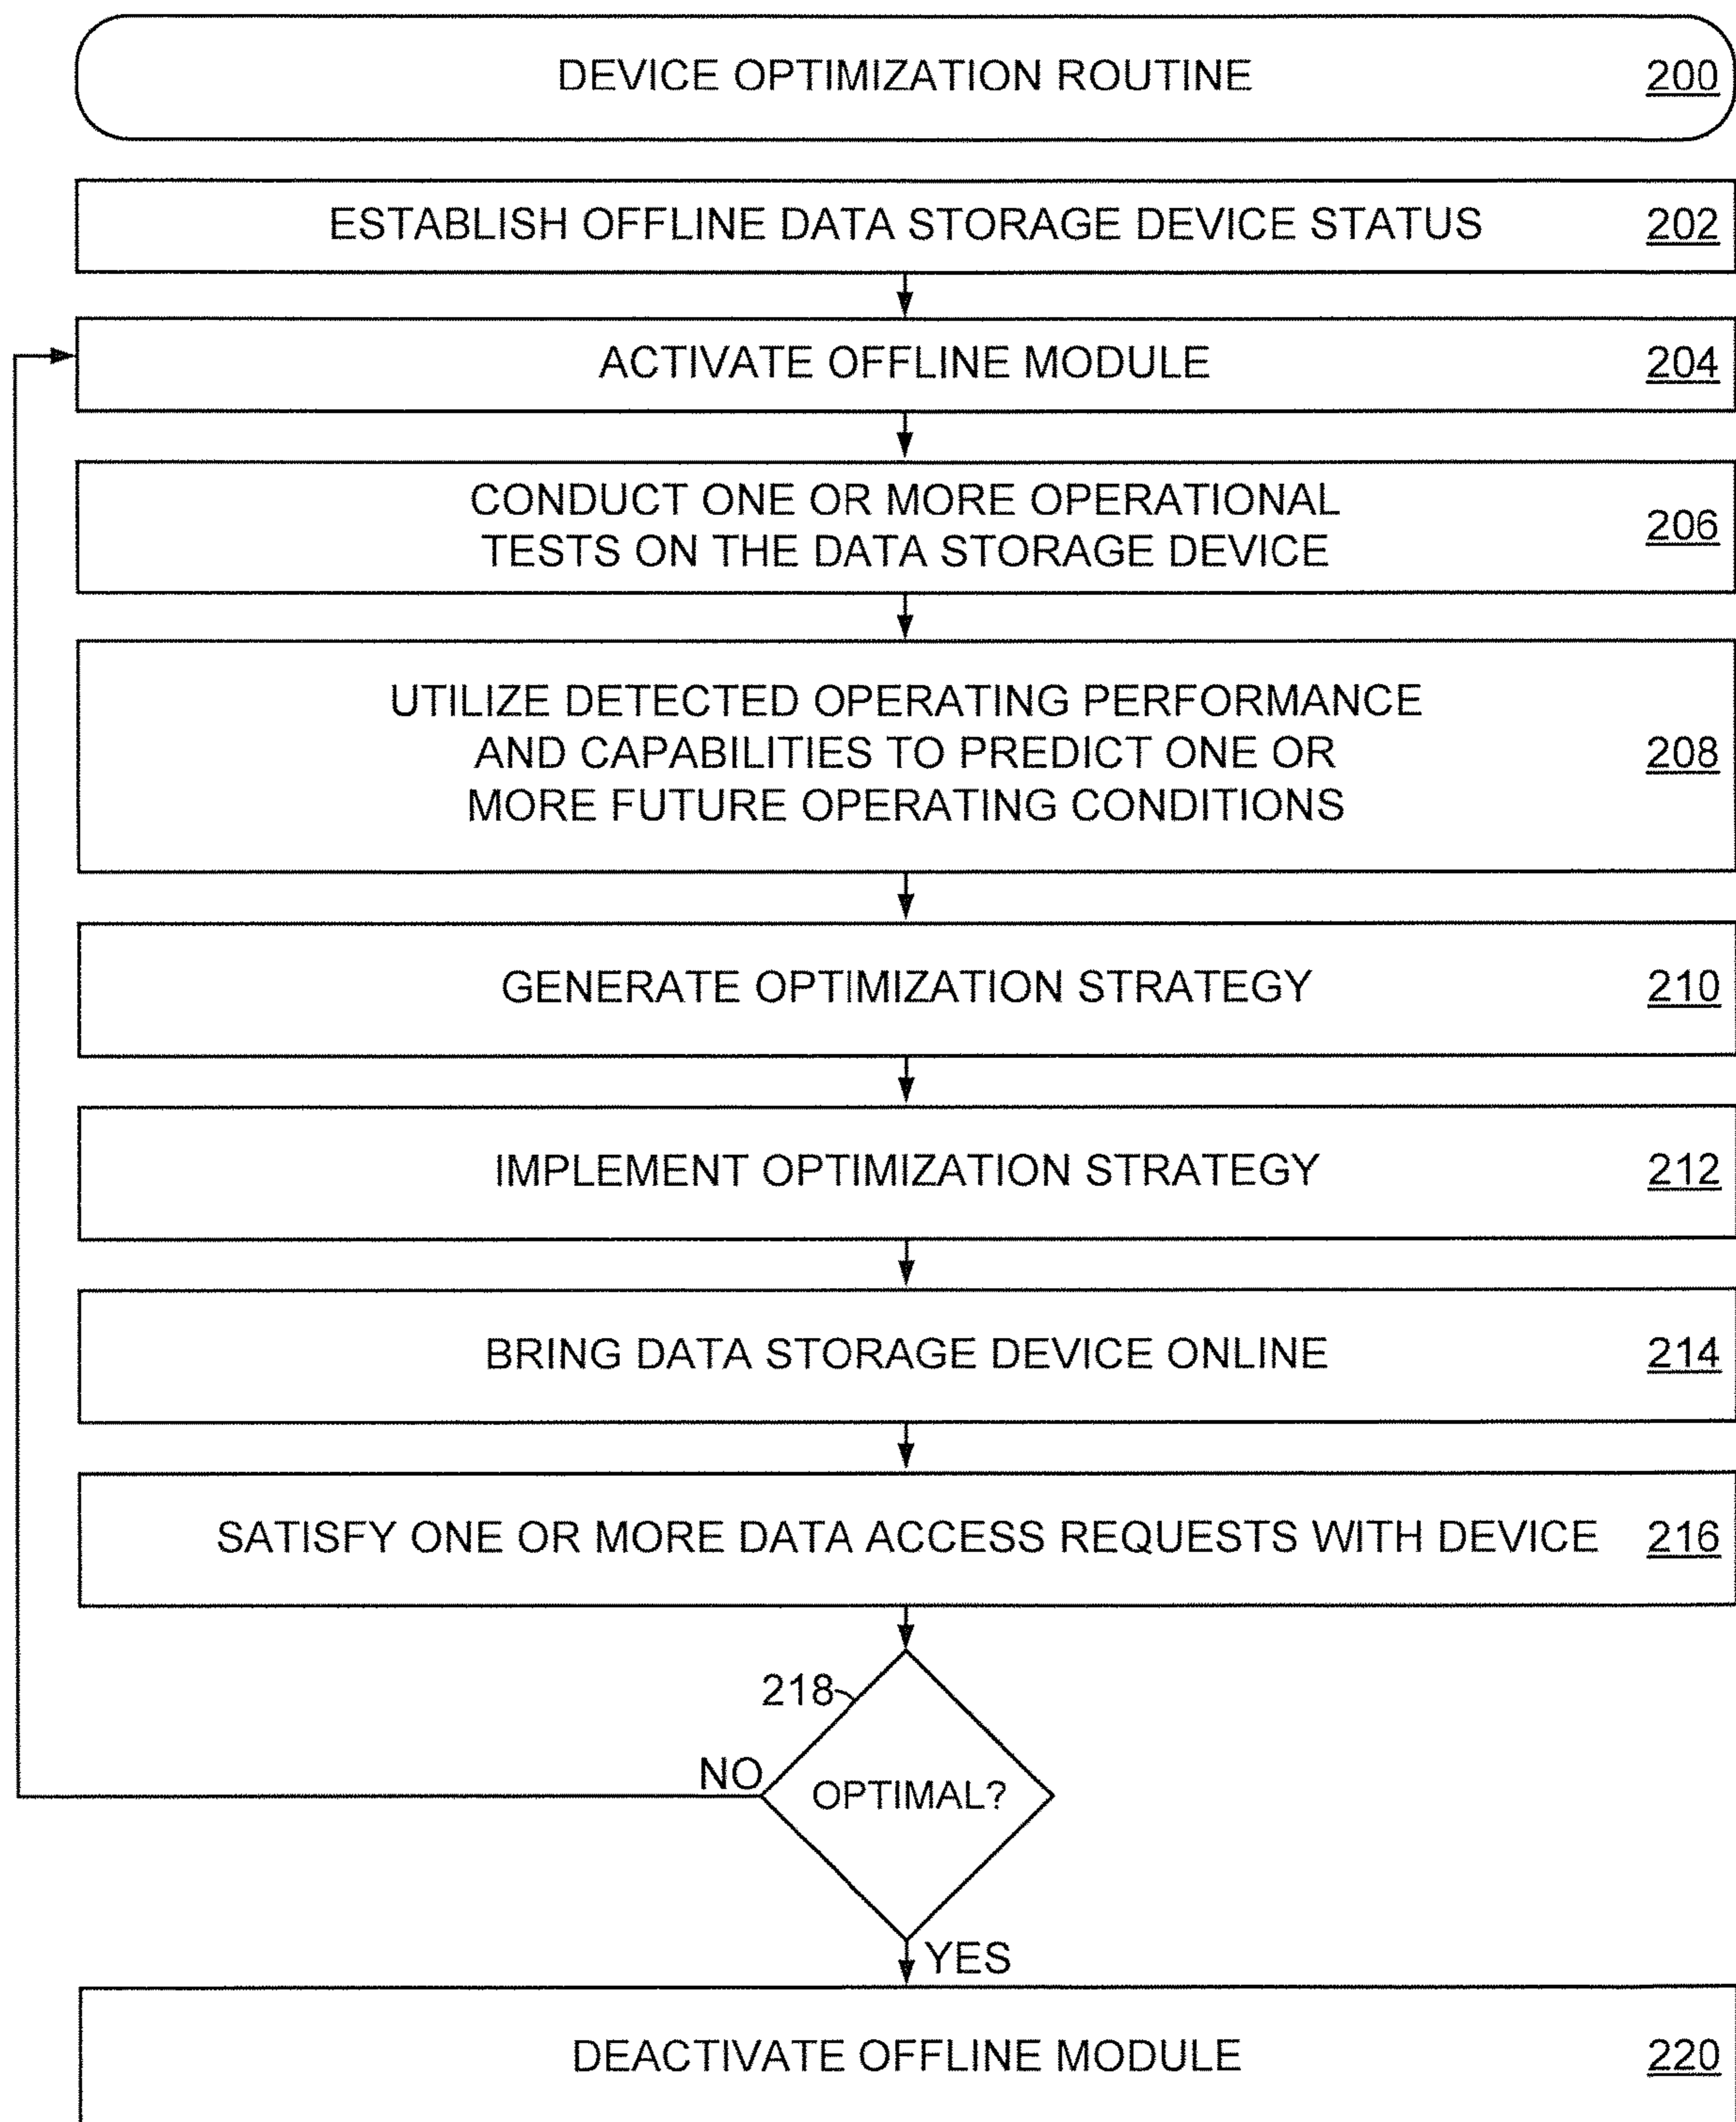 DEVICE OPTIMIZATION ROUTINE 200
ESTABLISH OFFLINE DATA STORAGE DEVICE STATUS 202
ACTIVATE OFFLINE MODULE 204
CONDUCT ONE OR MORE OPERATIONAL
TESTS ON THE DATA STORAGE DEVICE
206
UTILIZE DETECTED OPERATING PERFORMANCE
AND CAPABILITIES TO PREDICT ONE OR
MORE FUTURE OPERATING CONDITIONS
208
GENERATE OPTIMIZATION STRATEGY 210
IMPLEMENT OPTIMIZATION STRATEGY 212
BRING DATA STORAGE DEVICE ONLINE 214
SATISFY ONE OR MORE DATA ACCESS REQUESTS WITH DEVICE 216
218
NO
OPTIMAL?
YES
DEACTIVATE OFFLINE MODULE 220